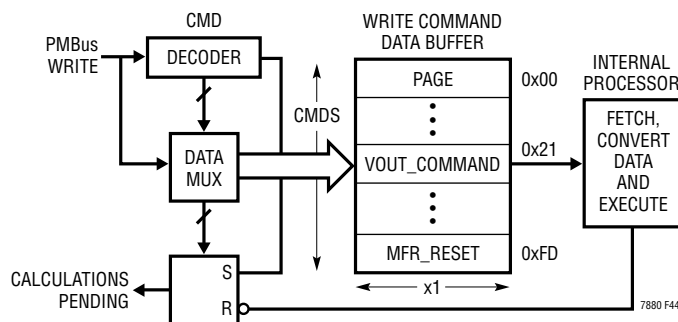 CMD
PMBus
WRITE
DECODER
DATA
MUX
CMDS
S
R
CALCULATIONS
PENDING
WRITE COMMAND
DATA BUFFER
PAGE
0x00
VOUT_COMMAND
0x21
MFR_RESET
0xFD
x1
INTERNAL
PROCESSOR
FETCH,
CONVERT
DATA
AND
EXECUTE
7880 F44